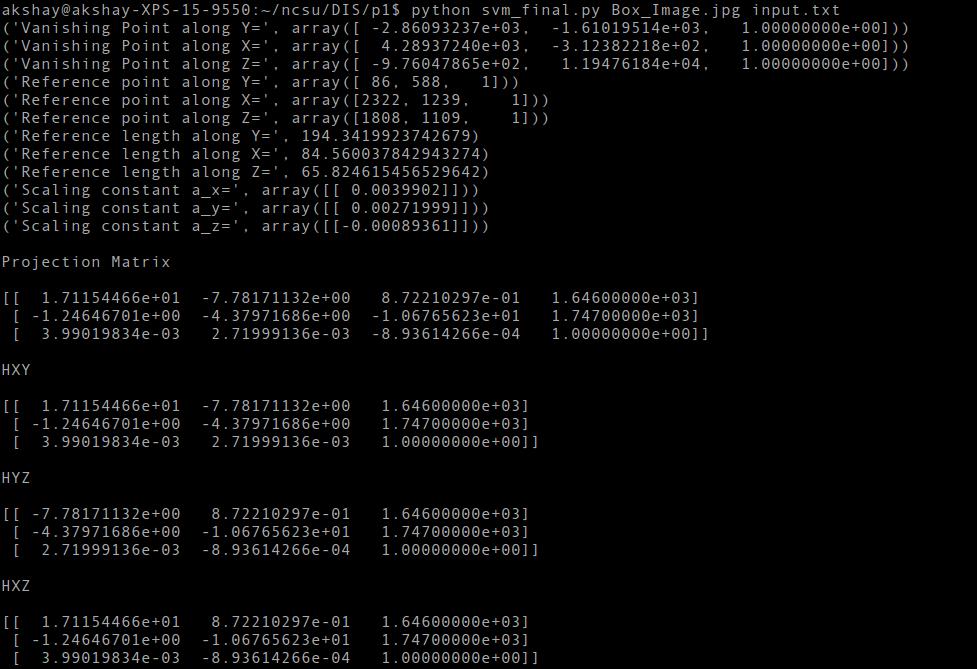 akshay@akshay-XPS-15-9550:~/ncsu/DIS/p1$ python svm_final.py Box_Image.jpg input.txt
('Vanishing Point along Y=', array([ -2.86093237e+03,  -1.61019514e+03,   1.00000000e+00]))
('Vanishing Point along X=', array([  4.28937240e+03,  -3.12382218e+02,   1.00000000e+00]))
('Vanishing Point along Z=', array([ -9.76047865e+02,   1.19476184e+04,   1.00000000e+00]))
('Reference point along Y=', array([ 86, 588,   1]))
('Reference point along X=', array([2322, 1239,    1]))
('Reference point along Z=', array([1808, 1109,    1]))
('Reference length along Y=', 194.3419923742679)
('Reference length along X=', 84.560037842943274)
('Reference length along Z=', 65.824615456529642)
('Scaling constant a_x=', array([[ 0.0039902]]))
('Scaling constant a_y=', array([[ 0.00271999]]))
('Scaling constant a_z=', array([[-0.00089361]]))
Projection Matrix
[[  1.71154466e+01  -7.78171132e+00   8.72210297e-01   1.64600000e+03]
 [ -1.24646701e+00  -4.37971686e+00  -1.06765623e+01   1.74700000e+03]
 [  3.99019834e-03   2.71999136e-03  -8.93614266e-04   1.00000000e+00]]
HXY
[[  1.71154466e+01  -7.78171132e+00   1.64600000e+03]
 [ -1.24646701e+00  -4.37971686e+00   1.74700000e+03]
 [  3.99019834e-03   2.71999136e-03   1.00000000e+00]]
HYZ
[[ -7.78171132e+00   8.72210297e-01   1.64600000e+03]
 [ -4.37971686e+00  -1.06765623e+01   1.74700000e+03]
 [  2.71999136e-03  -8.93614266e-04   1.00000000e+00]]
HXZ
[[  1.71154466e+01   8.72210297e-01   1.64600000e+03]
 [ -1.24646701e+00  -1.06765623e+01   1.74700000e+03]
 [  3.99019834e-03  -8.93614266e-04   1.00000000e+00]]